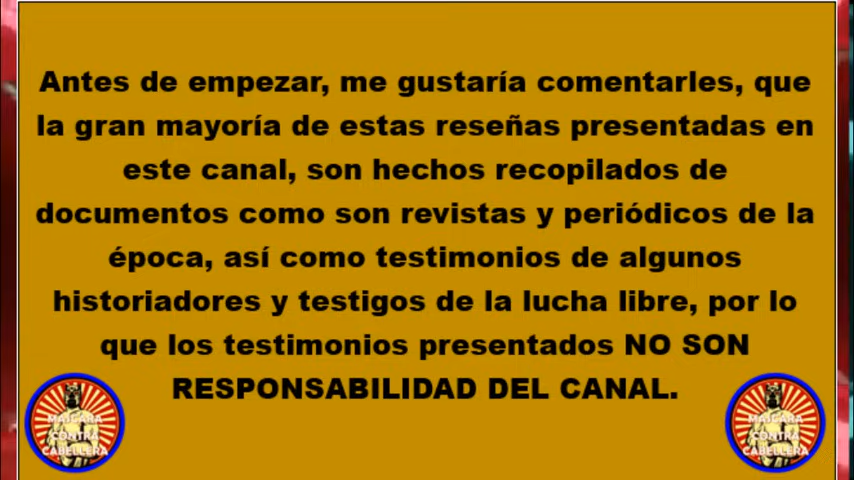 Antes de empezar, me gustaría comentarles, que
la gran mayoría de estas reseñas presentadas en
este canal, son hechos recopilados de
documentos como son revistas y periódicos de la
época, así como testimonios de algunos
historiadores y testigos de la lucha libre, por lo
que los testimonios presentados NO SON
RESPONSABILIDAD DEL CANAL.
MASCARA
CONTRA
CABELLERA
MASCARA
CONTRA
CABELLERA